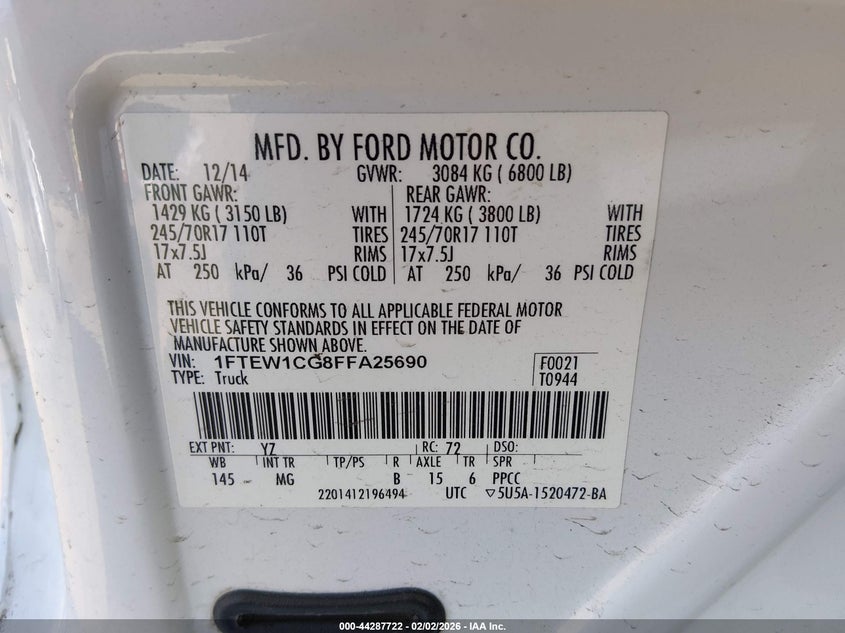 MFD. BY FORD MOTOR CO.
DATE: 12/14 GVWR: 3084 KG ( 6800 LB)
FRONT GAWR: REAR GAWR:
1429 KG ( 3150 LB) WITH 1724 KG ( 3800 LB) WITH
245/70R17 110T TIRES 245/70R17 110T TIRES
17x7.5J RIMS 17x7.5J RIMS
AT 250 kPa/ 36 PSI COLD AT 250 kPa/ 36 PSI COLD
THIS VEHICLE CONFORMS TO ALL APPLICABLE FEDERAL MOTOR
VEHICLE SAFETY STANDARDS IN EFFECT ON THE DATE OF
MANUFACTURE SHOWN ABOVE.
VIN: 1FTEW1CG8FFA25690 F0021
TYPE: Truck T0944
EXT PNT: YZ RC: 72 DSO:
WB INT TR TP/PS R AXLE TR SPR
145 MG B 15 6 PPCC
2201412196494 UTC ▽5U5A-1520472-BA
000-44287722 - 02/02/2026 - IAA Inc.